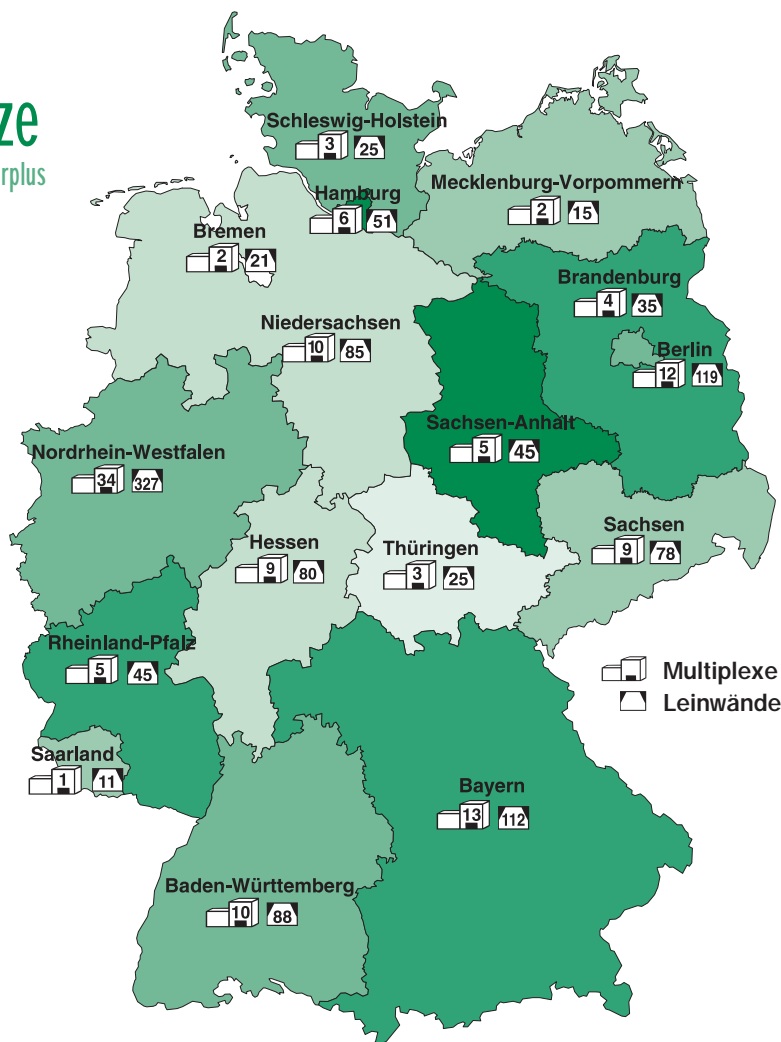 ze
rplus
Schleswig-Holstein
3 25
Hamburg
6 51
Mecklenburg-Vorpommern
2 15
Bremen
2 21
Brandenburg
4 35
Niedersachsen
10 85
Berlin
12 119
Sachsen-Anhalt
5 45
Nordrhein-Westfalen
34 327
Sachsen
9 78
Hessen
9 80
Thüringen
3 25
Rheinland-Pfalz
5 45
Multiplexe
Leinwände
Saarland
1 11
Bayern
13 112
Baden-Württemberg
10 88